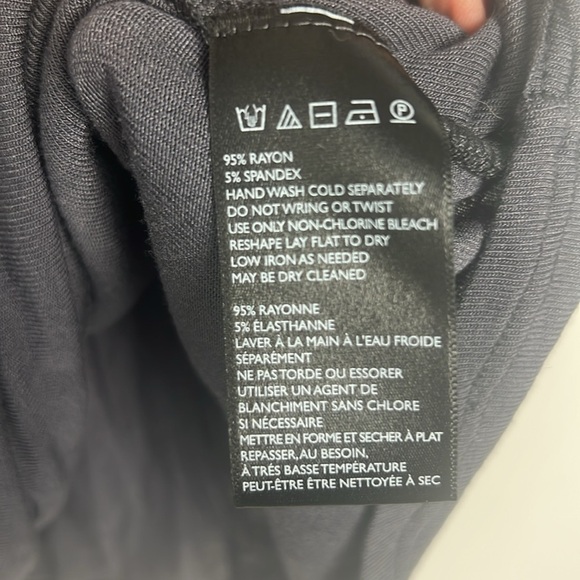 P
95% RAYON
5% SPANDEX
HAND WASH COLD SEPARATELY
DO NOT WRING OR TWIST
USE ONLY NON-CHLORINE BLEACH
RESHAPE LAY FLAT TO DRY
LOW IRON AS NEEDED
MAY BE DRY CLEANED
95% RAYONNE
5% ÉLASTHANNE
LAVER À LA MAIN À L'EAU FROIDE
SÉPARÉMENT
NE PAS TORDE OU ESSORER
UTILISER UN AGENT DE
BLANCHIMENT SANS CHLORE
SI NÉCESSAIRE
METTRE EN FORME ET SECHER À PLAT
REPASSER, AU BESOIN,
À TRÉS BASSE TEMPÉRATURE
PEUT-ÊTRE ÊTRE NETTOYÉE À SEC